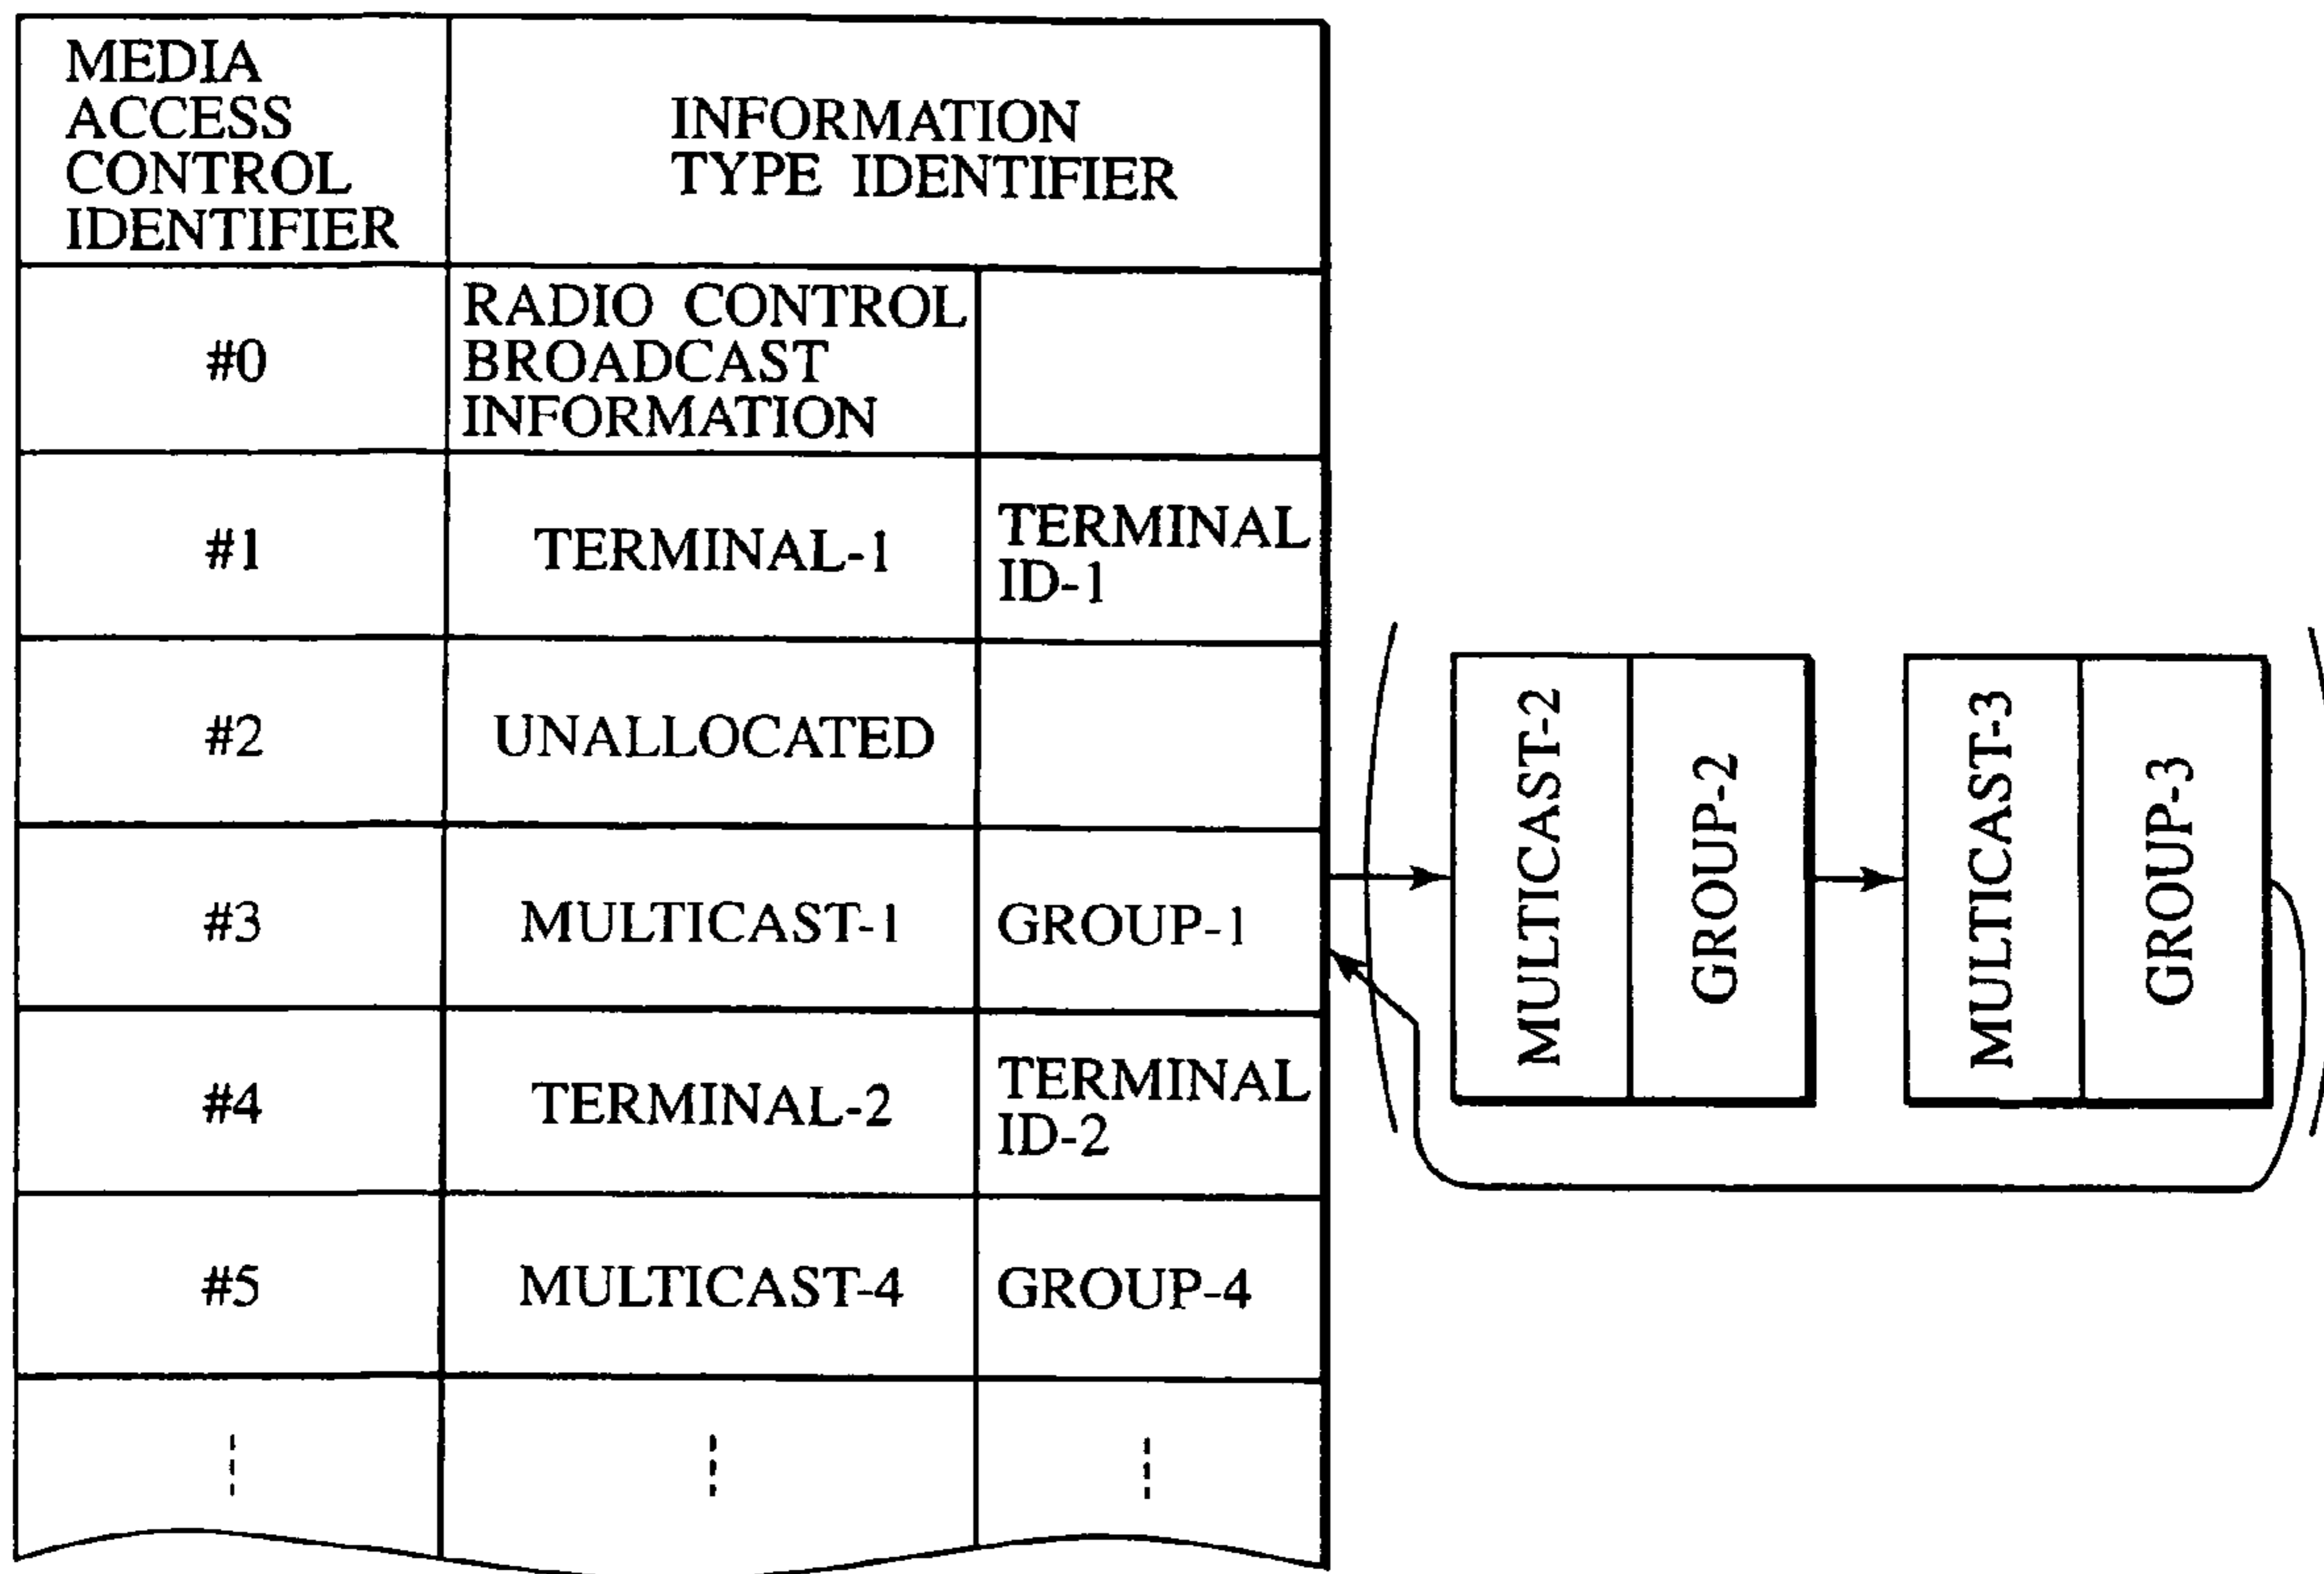 MEDIA
ACCESS
CONTROL
IDENTIFIER
INFORMATION
TYPE IDENTIFIER
#0
RADIO CONTROL
BROADCAST
INFORMATION
#1
TERMINAL-1
TERMINAL
ID-1
#2
UNALLOCATED
#3
MULTICAST-1
GROUP-1
MULTICAST-2
GROUP-2
MULTICAST-3
GROUP-3
#4
TERMINAL-2
TERMINAL
ID-2
#5
MULTICAST-4
GROUP-4